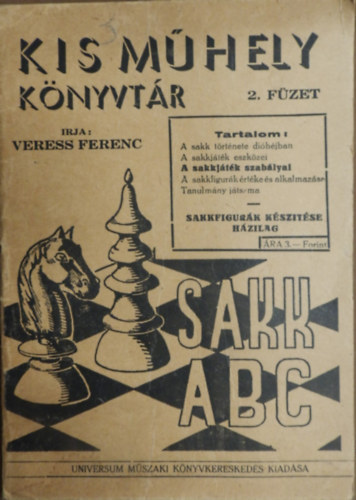 KIS MŰHELY
KÖNYVTÁR
2. FÜZET
IRJA:
VERESS FERENC
Tartalom:
A sakk története dióhéjban
A sakkjáték eszközei
A sakkjáték szabályai
A sakkfigurák értéke és alkalmazása
Tanulmány játszma
SAKKFIGURÁK KÉSZITÉSE
HÁZILAG
ÁRA 3.— Forint
SAKK
ABC
UNIVERSUM MŰSZAKI KÖNYVKERESKEDÉS KIADÁSA